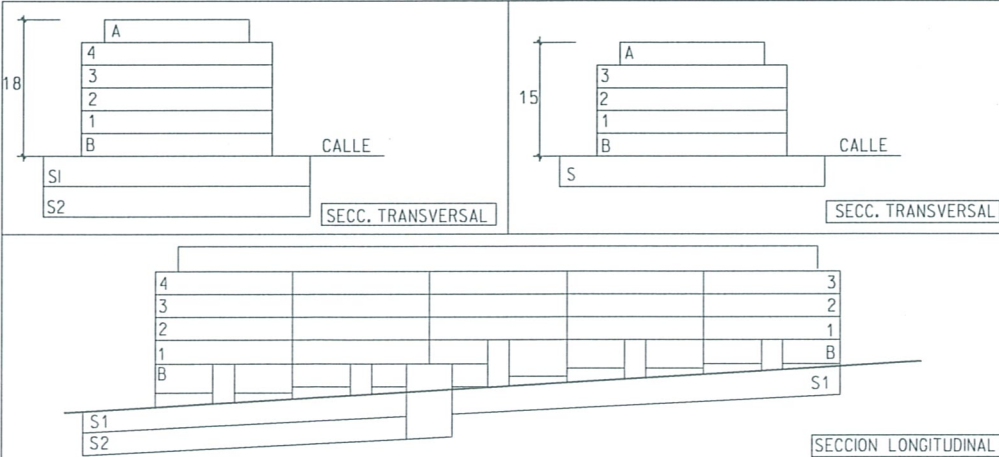 A
4
3
2
1
B
18
CALLE
S1
S2
SECC. TRANSVERSAL
A
3
2
1
B
15
CALLE
S
SECC. TRANSVERSAL
4 3
3 2
2 1
1 B
B
S1
S1
S2
SECCION LONGITUDINAL